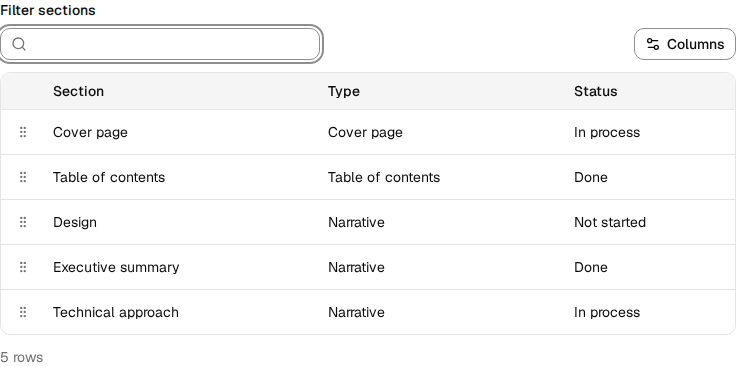 Filter sections
Columns
Section Type Status
Cover page Cover page In process
Table of contents Table of contents Done
Design Narrative Not started
Executive summary Narrative Done
Technical approach Narrative In process
5 rows